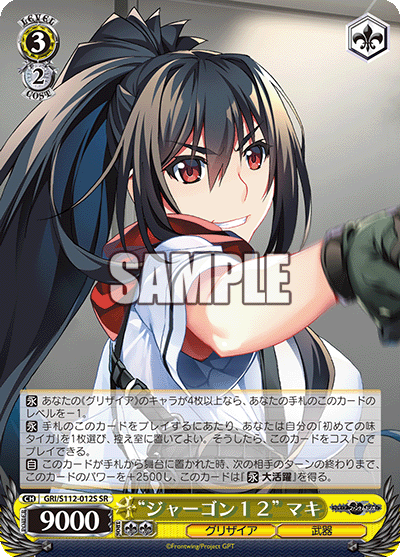 LEVEL
3
2
COST
SAMPLE
永 あなたの《グリザイア》のキャラが4枚以上なら、あなたの手札のこのカードの
レベルを－1。
永 手札のこのカードをプレイするにあたり、あなたは自分の「初めての味
方 タイガ」を1枚選び、控え室に置いてよい。そうしたら、このカードをコスト0で
プレイできる。
自 このカードが手札から舞台に置かれた時、次の相手のターンの終わりまで、
このカードのパワーを＋2500し、このカードは『永 大活躍』を得る。
CH
GRI/S112-012S SR
9000
“ジャーゴン12” マキ
グリザイア
武器
©Frontwing/Project GPT